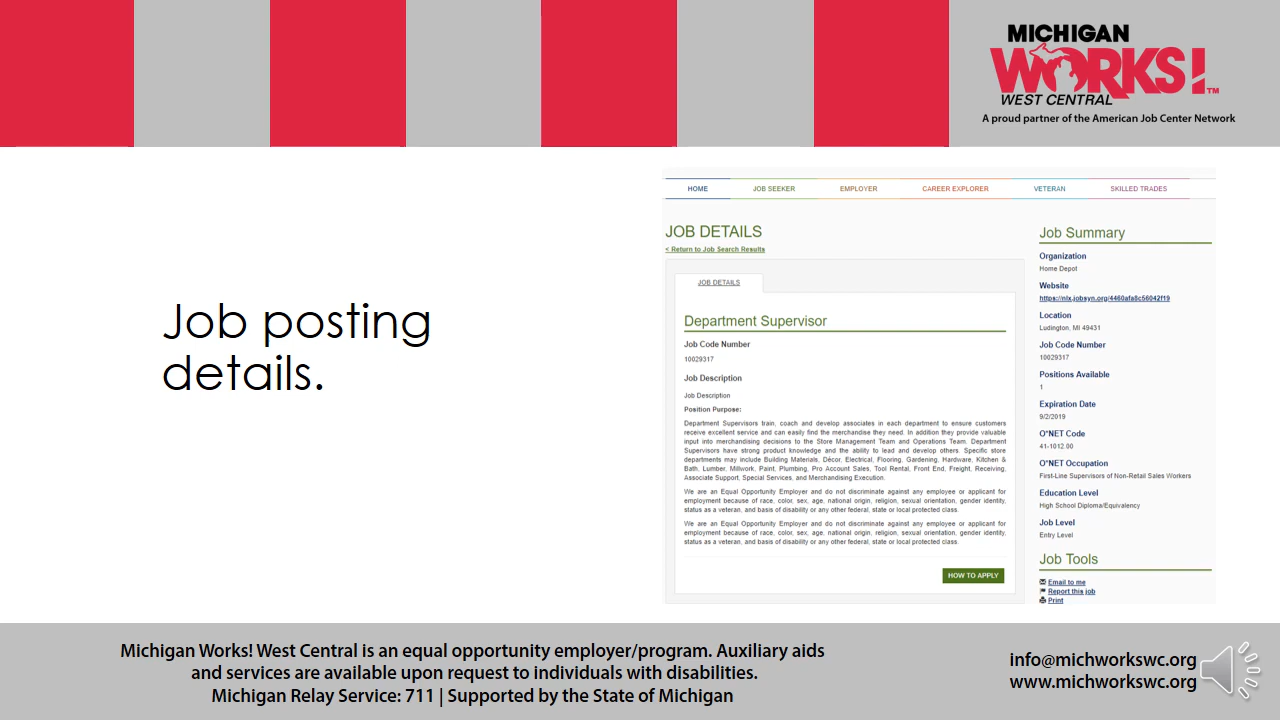 MICHIGAN
WORKS!
TM
WEST CENTRAL
A proud partner of the American Job Center Network
Job posting
details.
HOME JOB SEEKER EMPLOYER CAREER EXPLORER VETERAN SKILLED TRADES
JOB DETAILS
< Return to Job Search Results
JOB DETAILS
Department Supervisor
Job Code Number
10029317
Job Description
Job Description
Position Purpose:
Department Supervisors train, coach and develop associates in each department to ensure customers
receive excellent service and can easily find the merchandise they need. In addition they provide valuable
input into merchandising decisions to the Store Management Team and Operations Team, Department
Supervisors have strong product knowledge and the ability to lead and develop others. Specific store
departments may include Building Materials, Décor, Electrical, Flooring, Gardening, Hardware, Kitchen &
Bath, Lumber, Millwork, Paint, Plumbing, Pro Account Sales, Tool Rental, Front End, Freight, Receiving,
Associate Support, Special Services, and Merchandising Execution.
We are an Equal Opportunity Employer and do not discriminate against any employee or applicant for
employment because of race, color, sex, age, national origin, religion, sexual orientation, gender identity,
status as a veteran, and basis of disability or any other federal, state or local protected class.
We are an Equal Opportunity Employer and do not discriminate against any employee or applicant for
employment because of race, color, sex, age, national origin, religion, sexual orientation, gender identity,
status as a veteran, and basis of disability or any other federal, state or local protected class.
HOW TO APPLY
Job Summary
Organization
Home Depot
Website
https://nlx.jobsyn.org/4460afa8c56042f19
Location
Ludington, MI 49431
Job Code Number
10029317
Positions Available
1
Expiration Date
9/2/2019
O*NET Code
41-1012.00
O*NET Occupation
First-Line Supervisors of Non-Retail Sales Workers
Education Level
High School Diploma/Equivalency
Job Level
Entry Level
Job Tools
Email to me
Report this job
Print
Michigan Works! West Central is an equal opportunity employer/program. Auxiliary aids
and services are available upon request to individuals with disabilities.
Michigan Relay Service: 711 | Supported by the State of Michigan
info@michworkswc.org
www.michworkswc.org